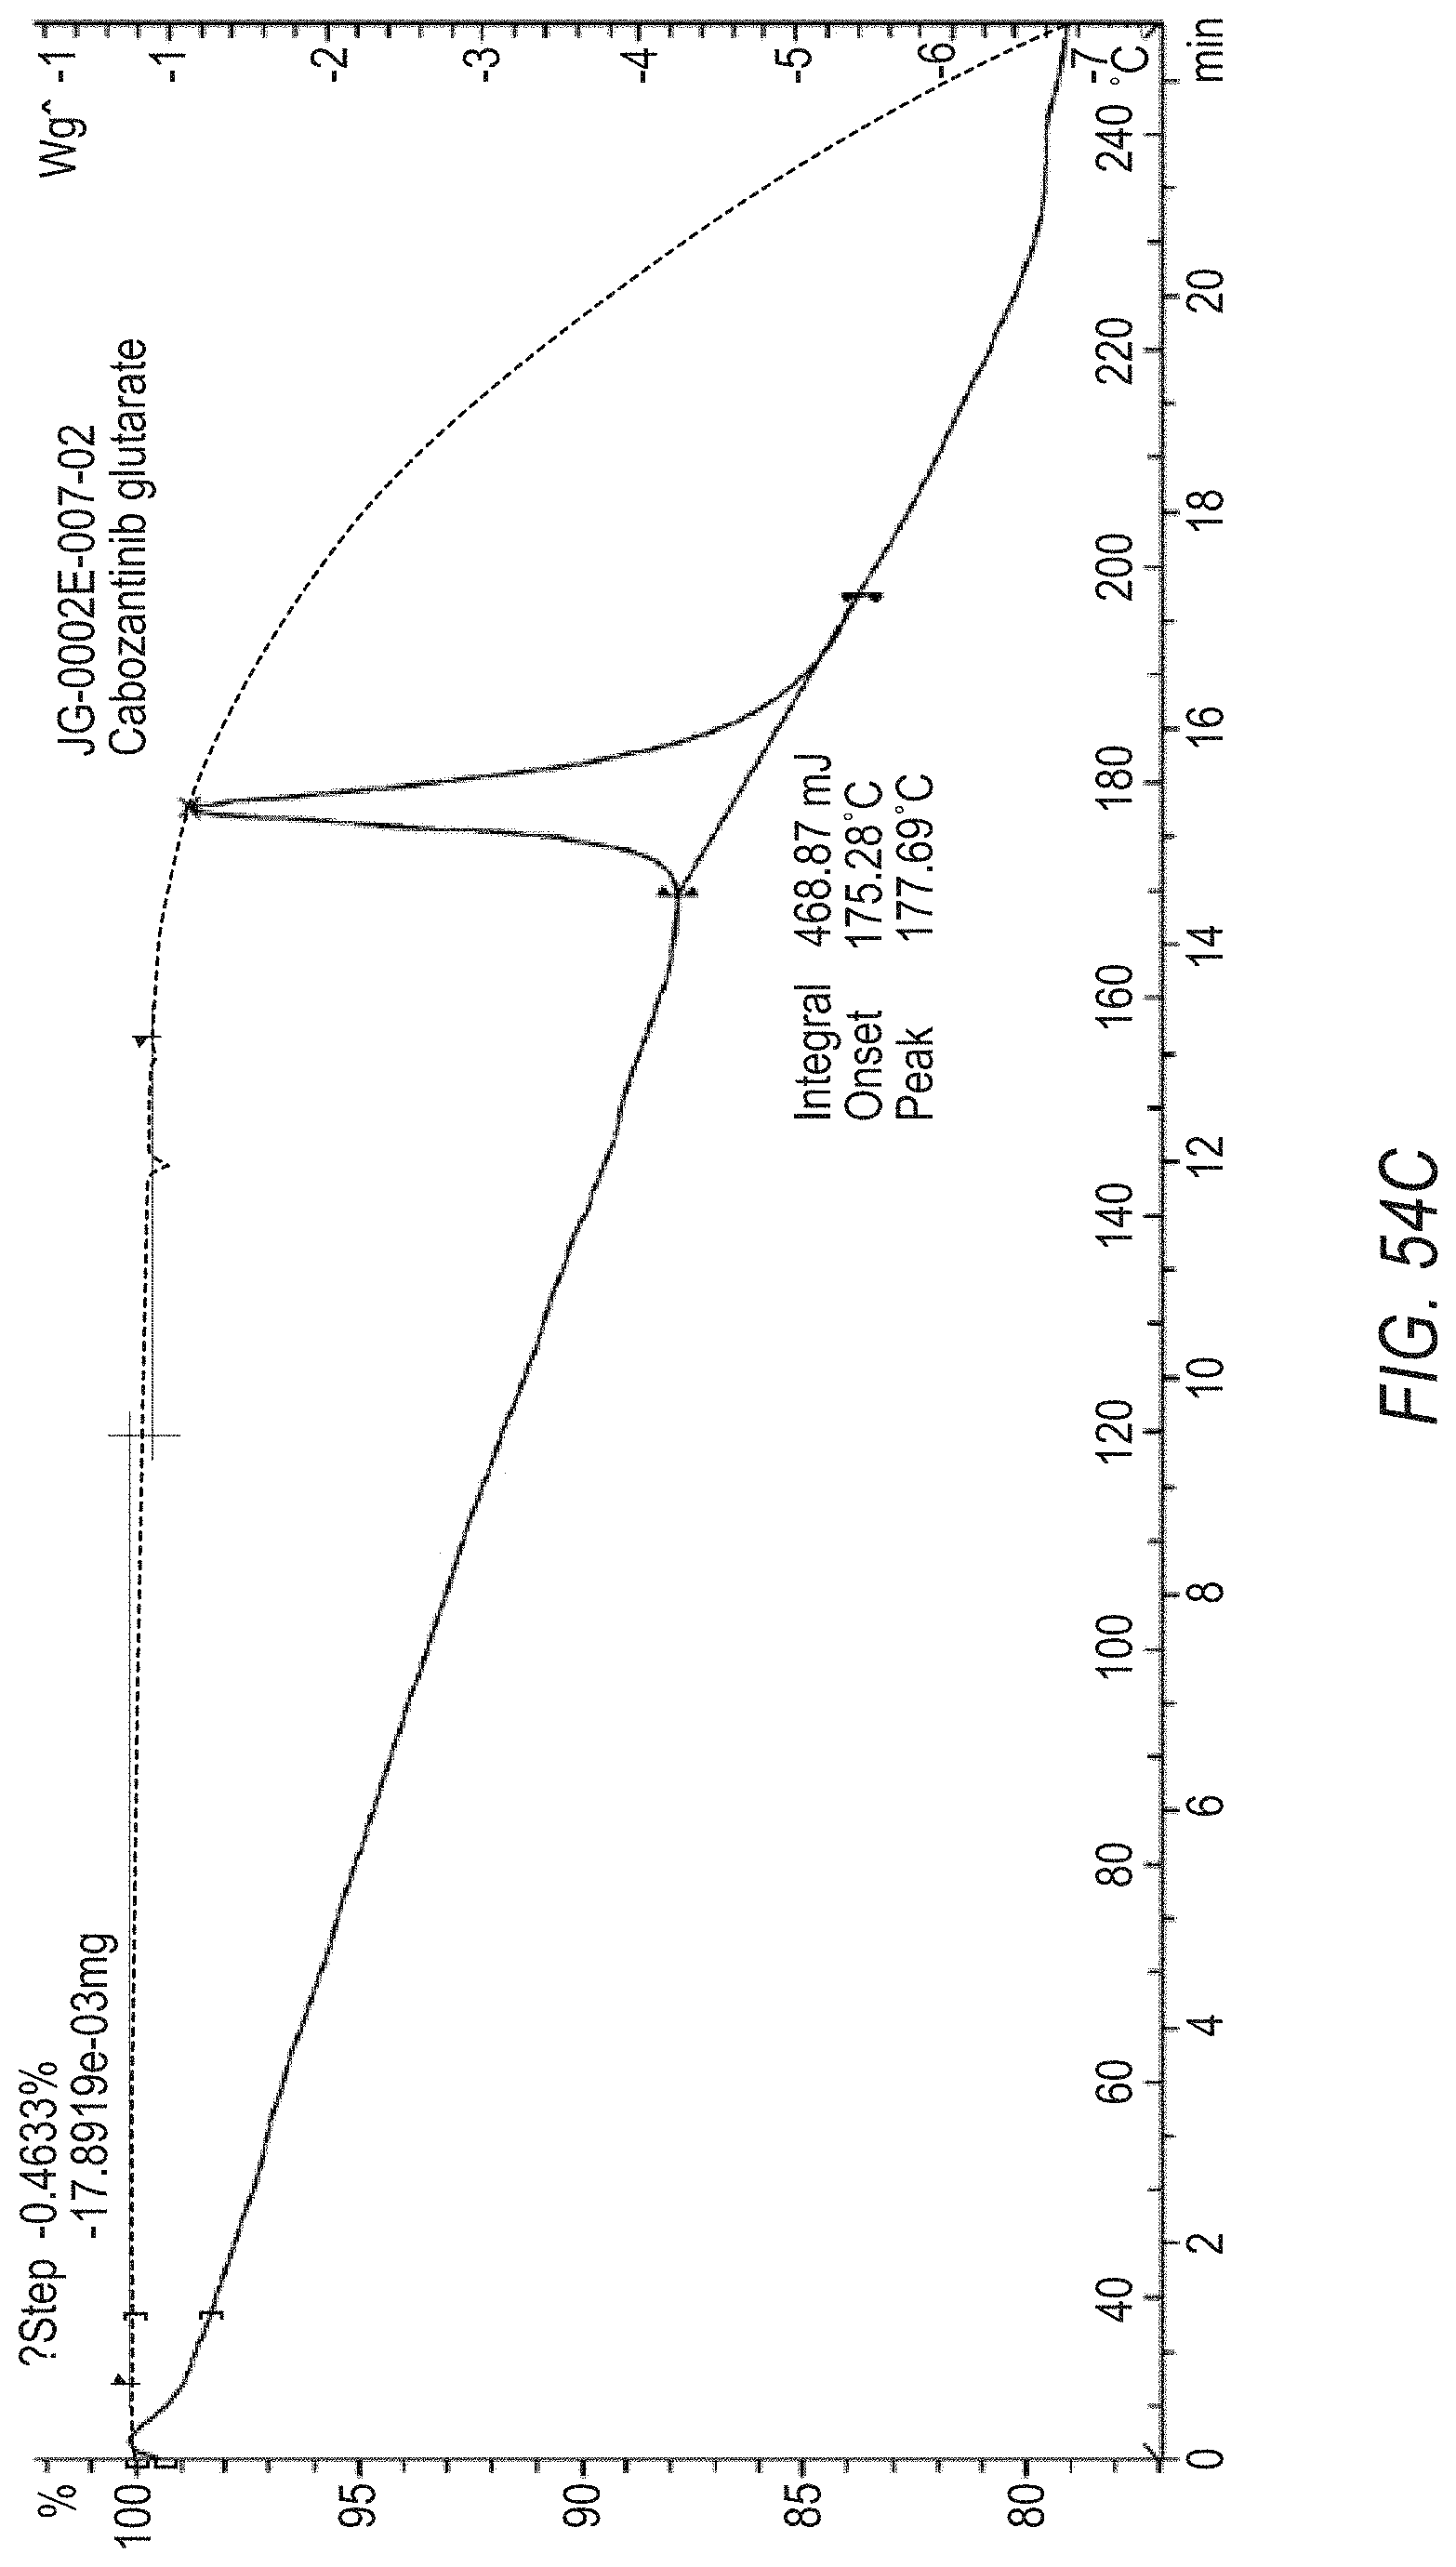 ?Step -0.4633%
-17.8919e-03mg
JG-0002E-007-02
Cabozantinib glutarate
Wg^ -1
%
100
95
90
85
80
-1
-2
-3
-4
-5
-6
-7
Integral 468.87 mJ
Onset 175.28°C
Peak 177.69°C
40 60 80 100 120 140 160 180 200 220 240 °C
0 2 4 6 8 10 12 14 16 18 20 min
FIG. 54C